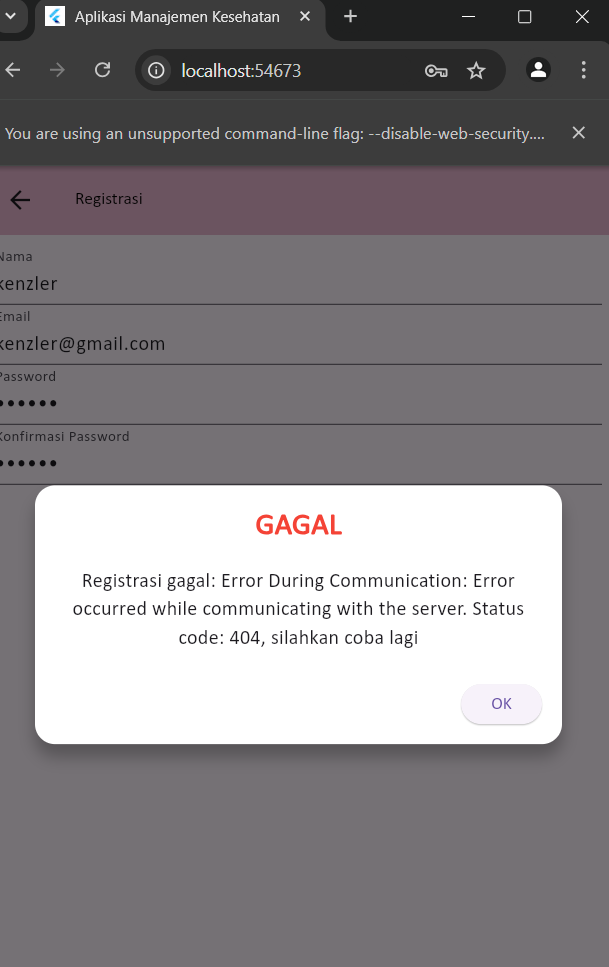 Aplikasi Manajemen Kesehatan
localhost:54673
You are using an unsupported command-line flag: --disable-web-security....
Registrasi
Nama
kenzler
Email
kenzler@gmail.com
Password
••••••
Konfirmasi Password
••••••
GAGAL
Registrasi gagal: Error During Communication: Error
occurred while communicating with the server. Status
code: 404, silahkan coba lagi
OK